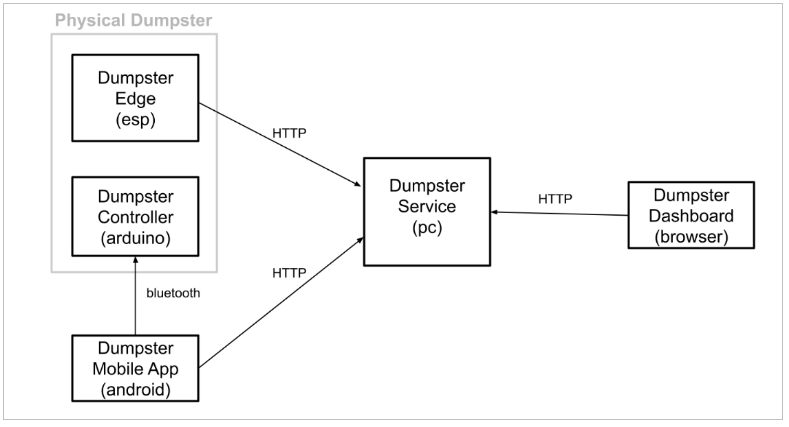 Physical Dumpster
Dumpster
Edge
(esp)
HTTP
Dumpster
Controller
(arduino)
bluetooth
Dumpster
Mobile App
(android)
HTTP
Dumpster
Service
(pc)
HTTP
Dumpster
Dashboard
(browser)